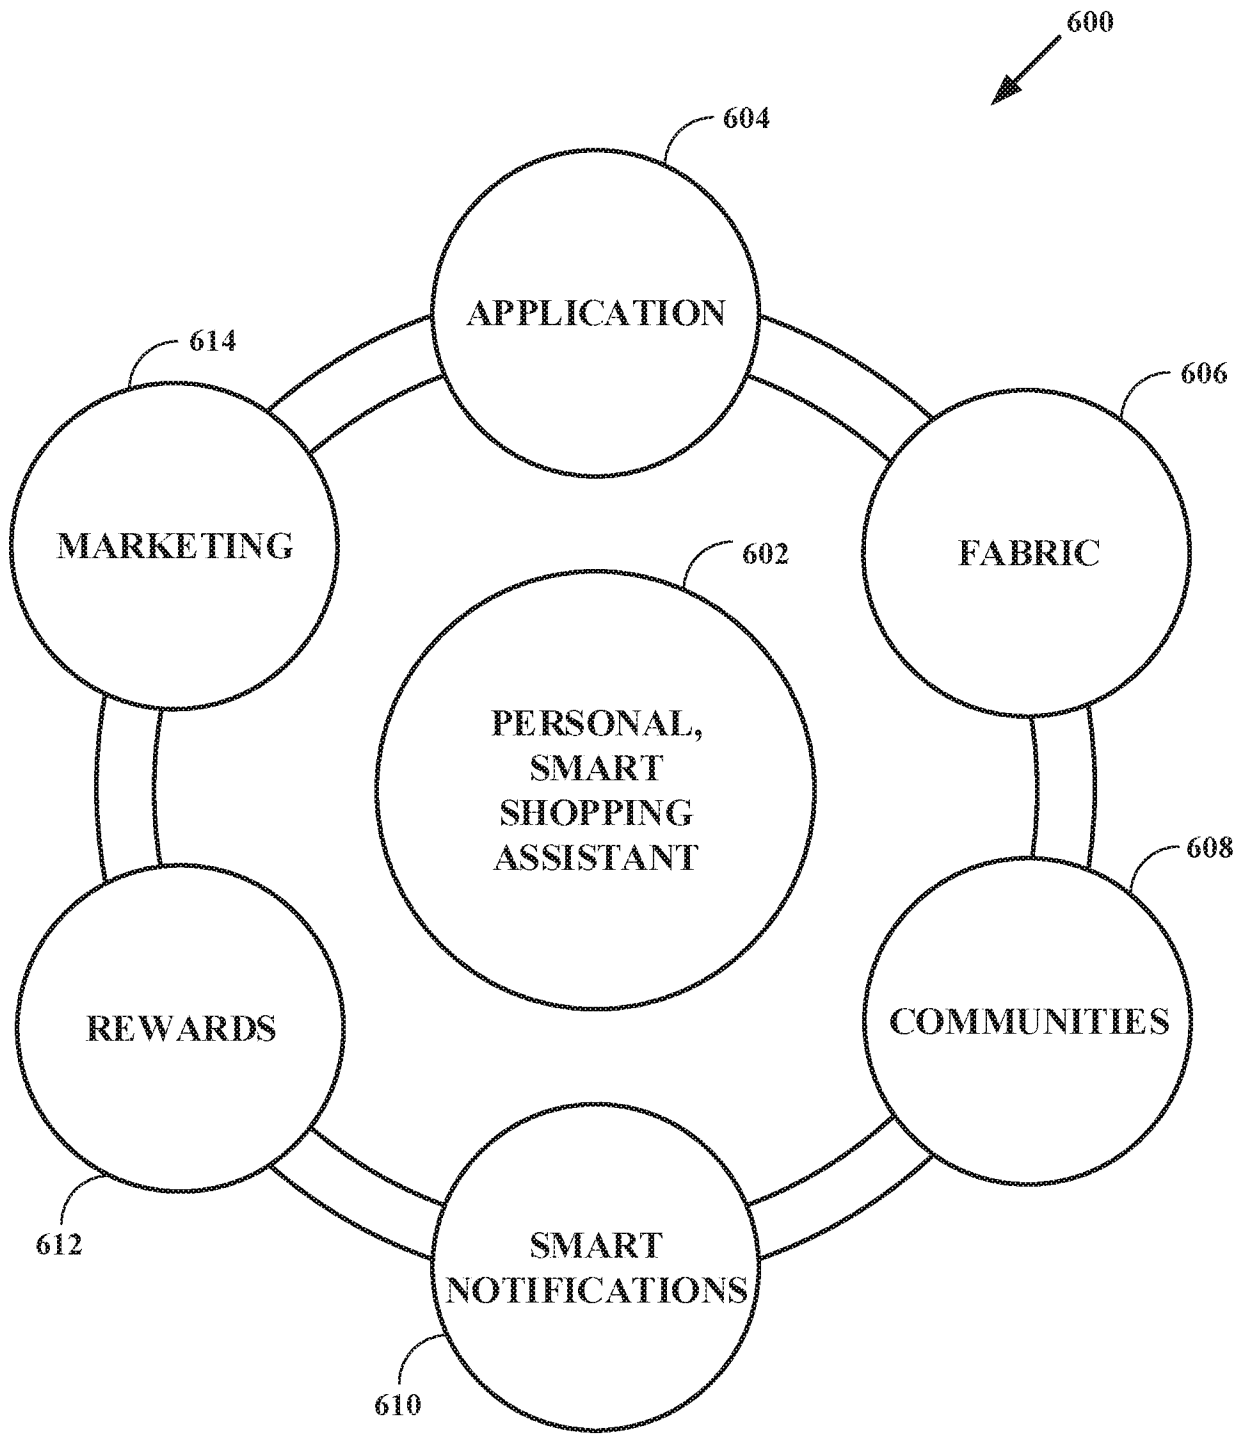 600
604
APPLICATION
614
606
MARKETING
FABRIC
602
PERSONAL,
SMART
SHOPPING
ASSISTANT
608
REWARDS
COMMUNITIES
612
SMART
NOTIFICATIONS
610